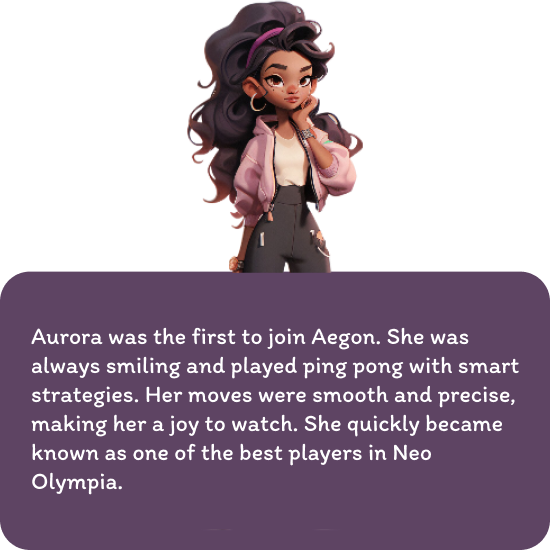 Aurora was the first to join Aegon. She was
always smiling and played ping pong with smart
strategies. Her moves were smooth and precise,
making her a joy to watch. She quickly became
known as one of the best players in Neo
Olympia.